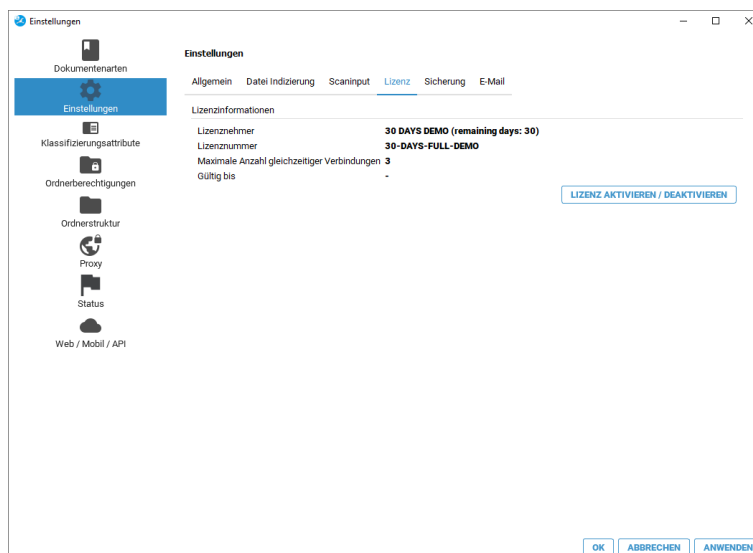 Einstellungen
Dokumentenarten
Einstellungen
Klassifizierungsattribute
Ordnerberechtigungen
Ordnerstruktur
Proxy
Status
Web / Mobil / API
Einstellungen
Allgemein Datei Indizierung Scaninput Lizenz Sicherung E-Mail
Lizenzinformationen
Lizenznehmer 30 DAYS DEMO (remaining days: 30)
Lizenznummer 30-DAYS-FULL-DEMO
Maximale Anzahl gleichzeitiger Verbindungen 3
Gültig bis -
LIZENZ AKTIVIEREN / DEAKTIVIEREN
OK ABBRECHEN ANWENDEN